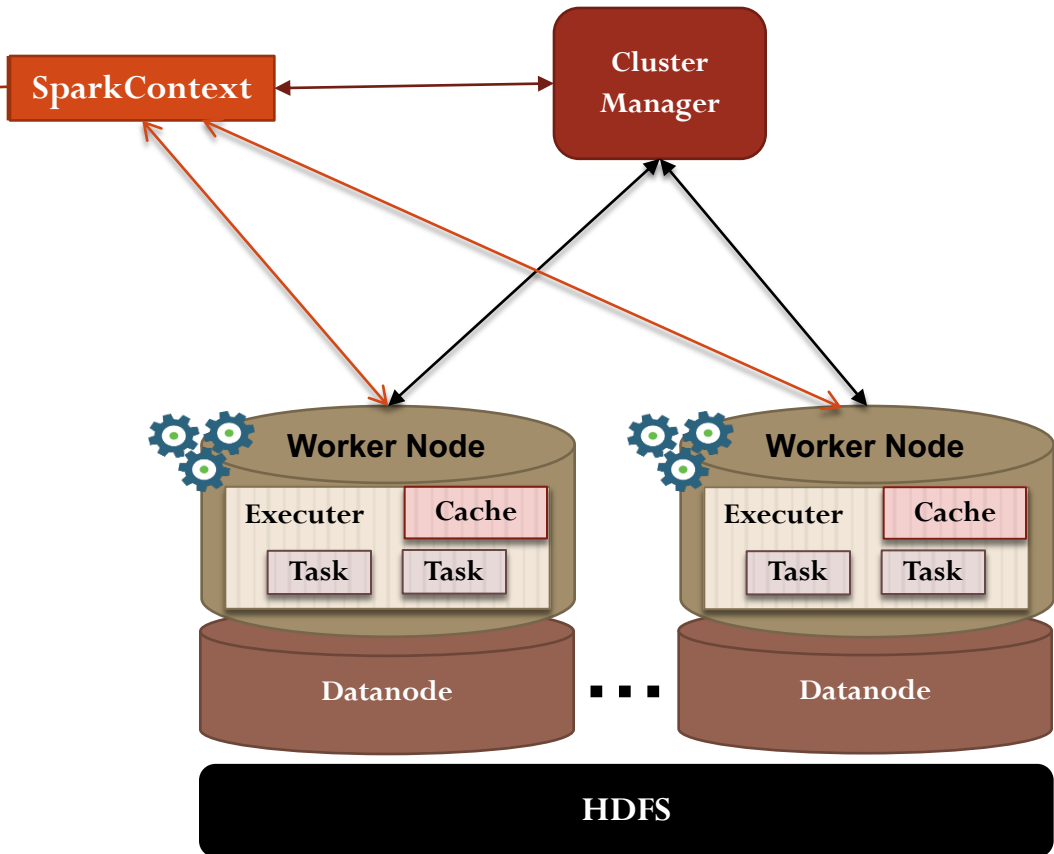 SparkContext
Cluster
Manager
Worker Node
Worker Node
Executer
Cache
Executer
Cache
Task
Task
Task
Task
Datanode
Datanode
HDFS